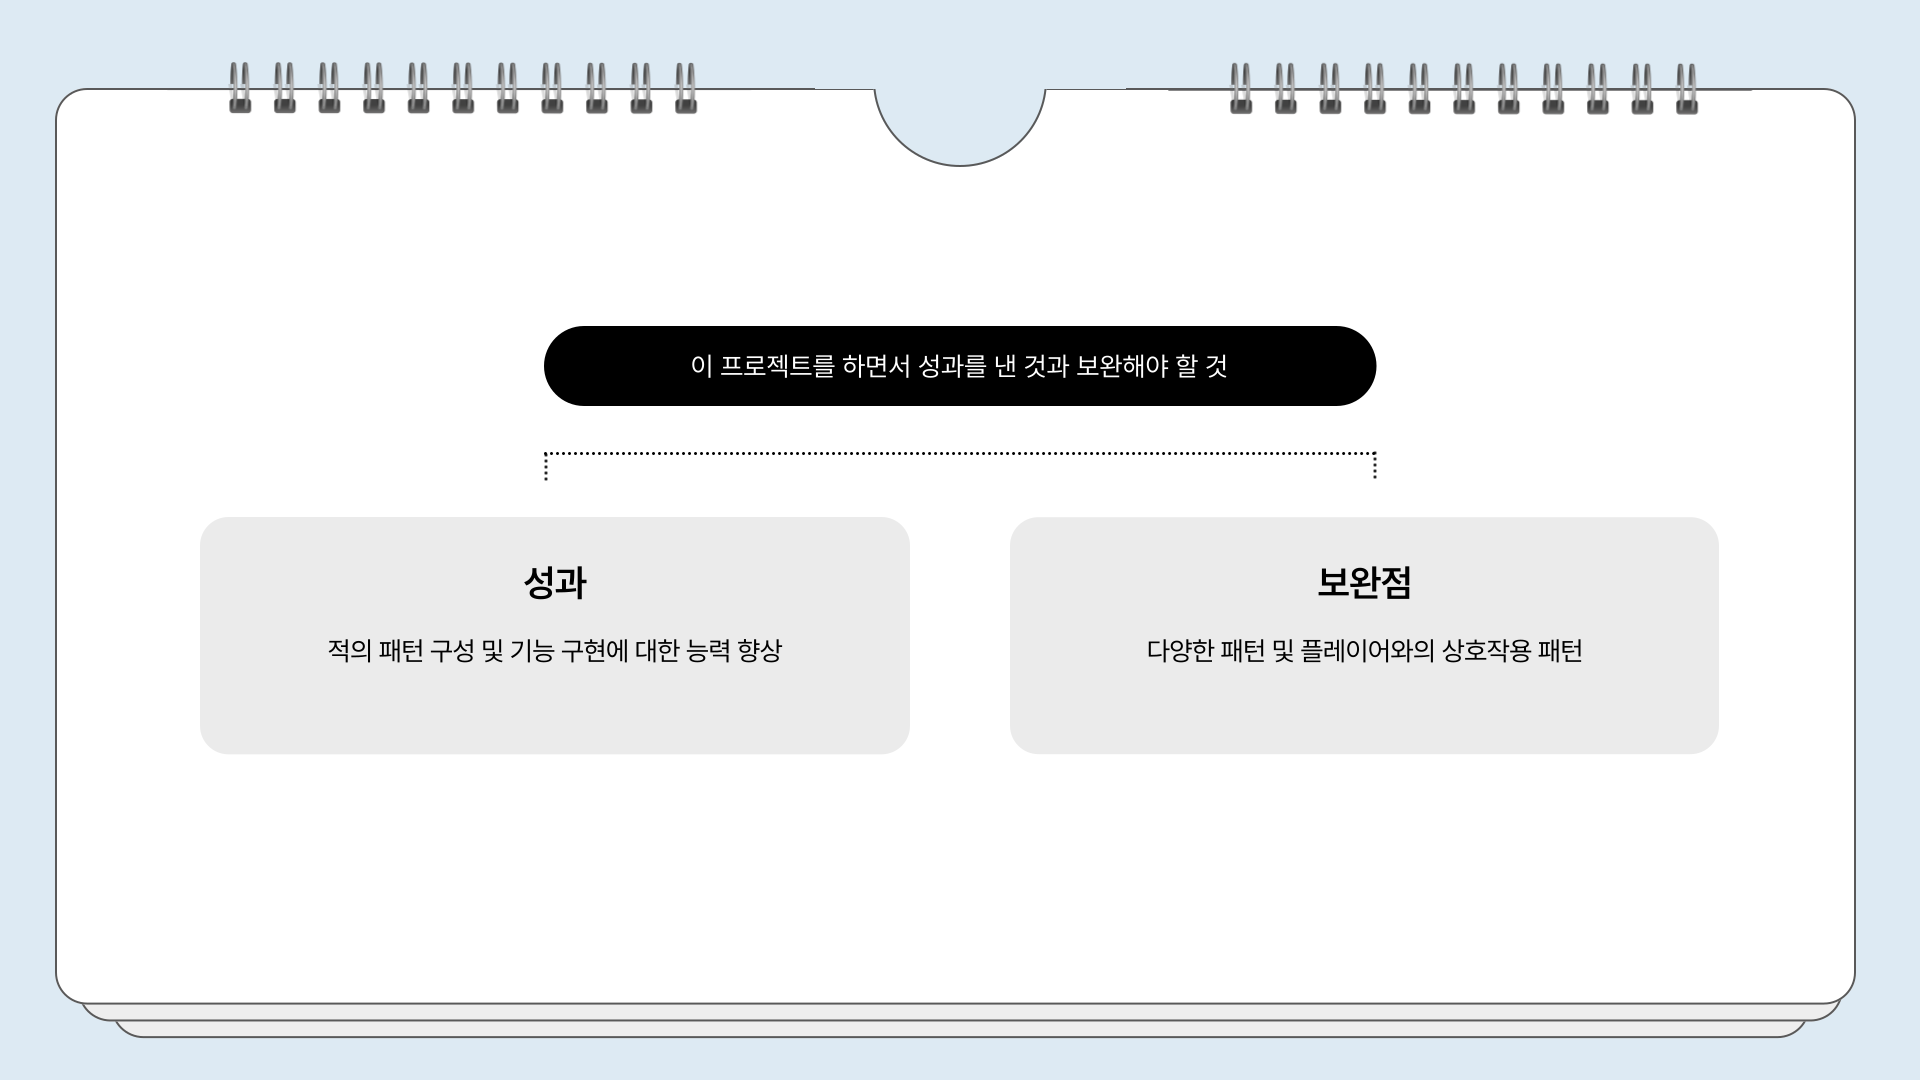 이 프로젝트를 하면서 성과를 낸 것과 보완해야 할 것
성과
적의 패턴 구성 및 기능 구현에 대한 능력 향상
보완점
다양한 패턴 및 플레이어와의 상호작용 패턴